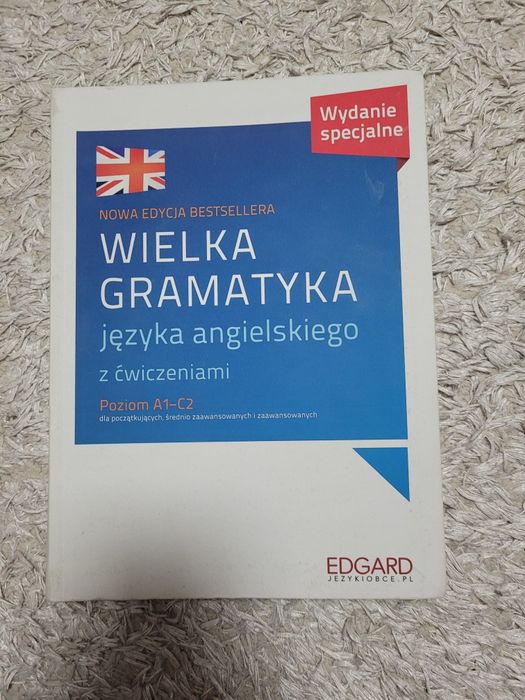 Wydanie
specjalne
NOWA EDYCJA BESTSELLERA
WIELKA
GRAMATYKA
języka angielskiego
z ćwiczeniami
Poziom A1–C2
dla początkujących, średnio zaawansowanych i zaawansowanych
EDGARD
JEZYKIOBCE.PL